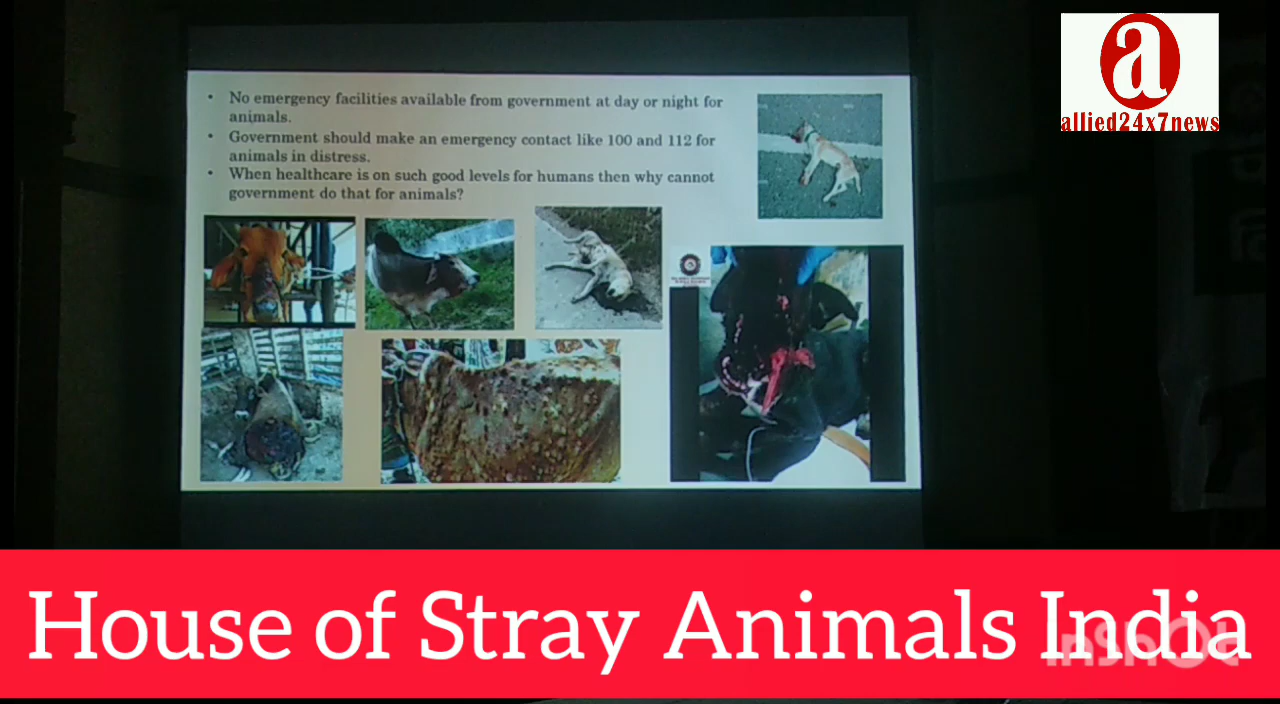 a
allied24x7news
• No emergency facilities available from government at day or night for
animals.
• Government should make an emergency contact like 100 and 112 for
animals in distress.
• When healthcare is on such good levels for humans then why cannot
government do that for animals?
House of Stray Animals India
InShOt